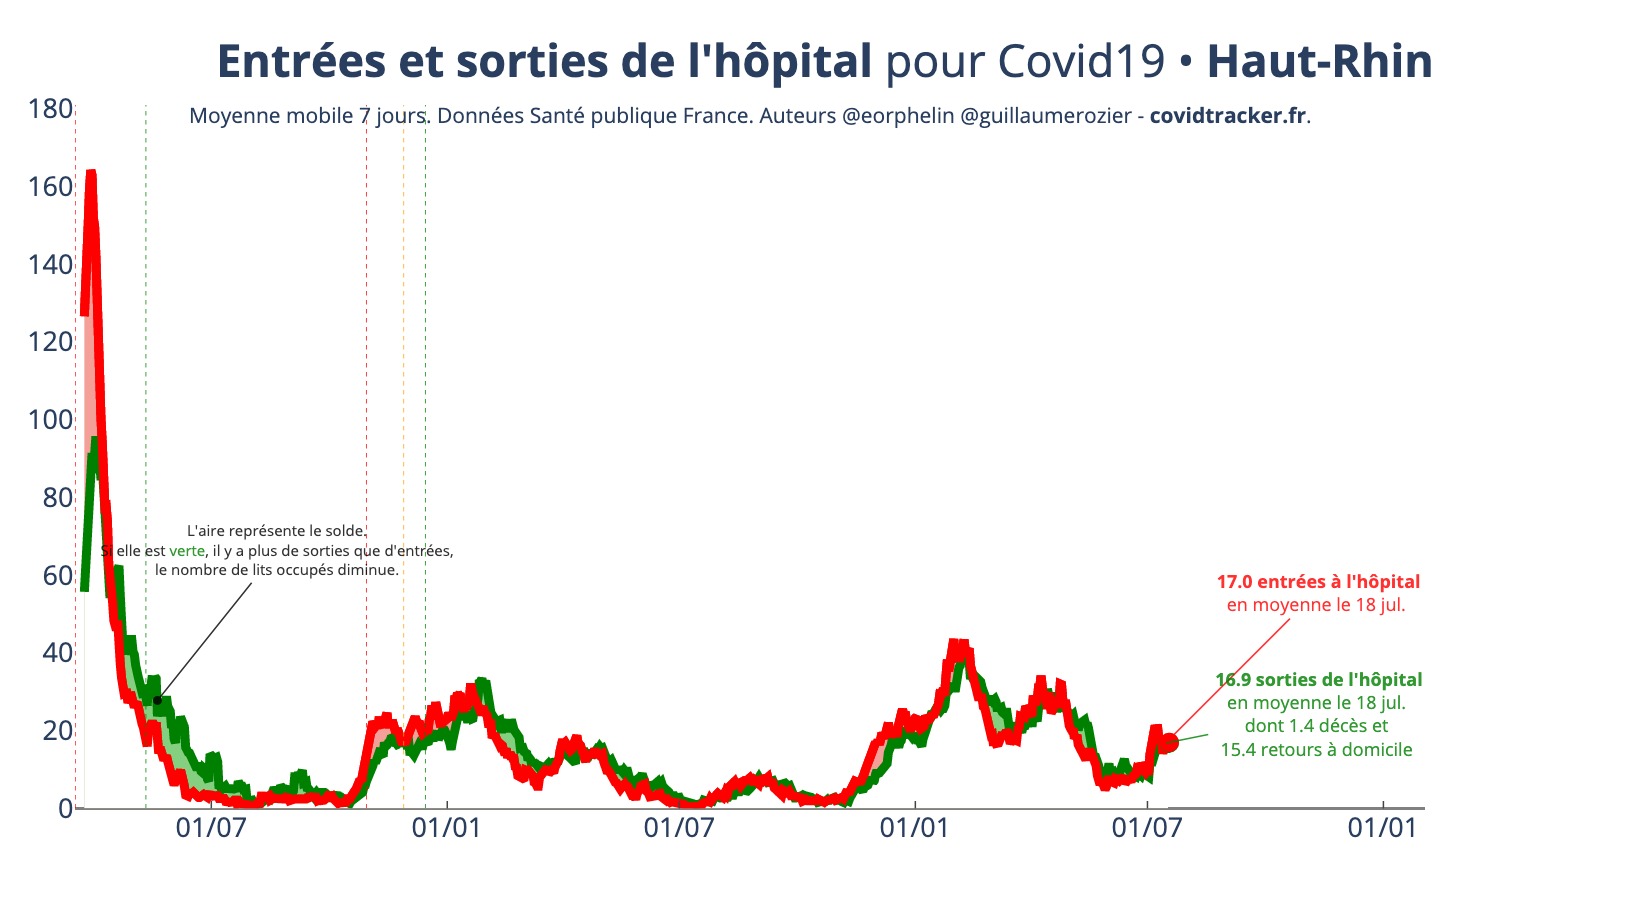 Entrées et sorties de l'hôpital pour Covid19 • Haut-Rhin
Moyenne mobile 7 jours. Données Santé publique France. Auteurs @eorphelin @guillaumerozier - covidtracker.fr.
180
160
140
120
100
80
60
40
20
0
L'aire représente le solde.
Si elle est verte, il y a plus de sorties que d'entrées,
le nombre de lits occupés diminue.
17.0 entrées à l'hôpital
en moyenne le 18 jul.
16.9 sorties de l'hôpital
en moyenne le 18 jul.
dont 1.4 décès et
15.4 retours à domicile
01/07
01/01
01/07
01/01
01/07
01/01